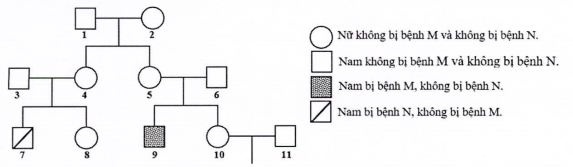 1
2
Nữ không bị bệnh M và không bị bệnh N.
Nam không bị bệnh M và không bị bệnh N.
3
4
5
6
Nam bị bệnh M, không bị bệnh N.
Nam bị bệnh N, không bị bệnh M.
7
8
9
10
11